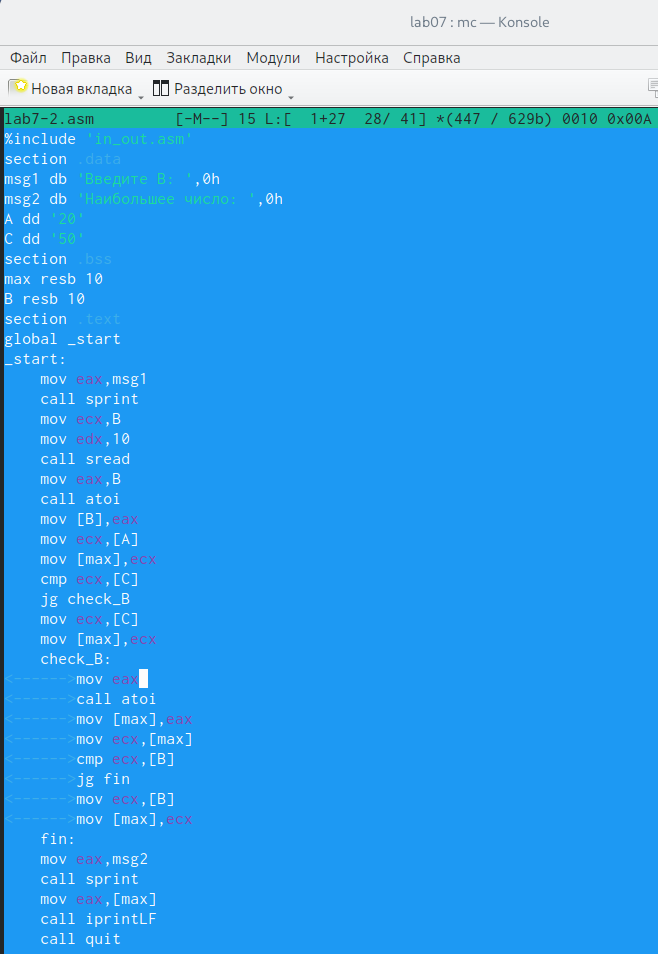 lab07 : mc — Konsole
Файл Правка Вид Закладки Модули Настройка Справка
Новая вкладка Разделить окно
lab7-2.asm [-M--] 15 L:[ 1+27 28/ 41] *(447 / 629b) 0010 0x00A
%include 'in_out.asm'
section .data
msg1 db 'Введите B: ',0h
msg2 db 'Наибольшее число: ',0h
A dd '20'
C dd '50'
section .bss
max resb 10
B resb 10
section .text
global _start
_start:
    mov eax,msg1
    call sprint
    mov ecx,B
    mov edx,10
    call sread
    mov eax,B
    call atoi
    mov [B],eax
    mov ecx,[A]
    mov [max],ecx
    cmp ecx,[C]
    jg check_B
    mov ecx,[C]
    mov [max],ecx
    check_B:
<------>mov eax
<------>call atoi
<------>mov [max],eax
<------>mov ecx,[max]
<------>cmp ecx,[B]
<------>jg fin
<------>mov ecx,[B]
<------>mov [max],ecx
    fin:
    mov eax,msg2
    call sprint
    mov eax,[max]
    call iprintLF
    call quit